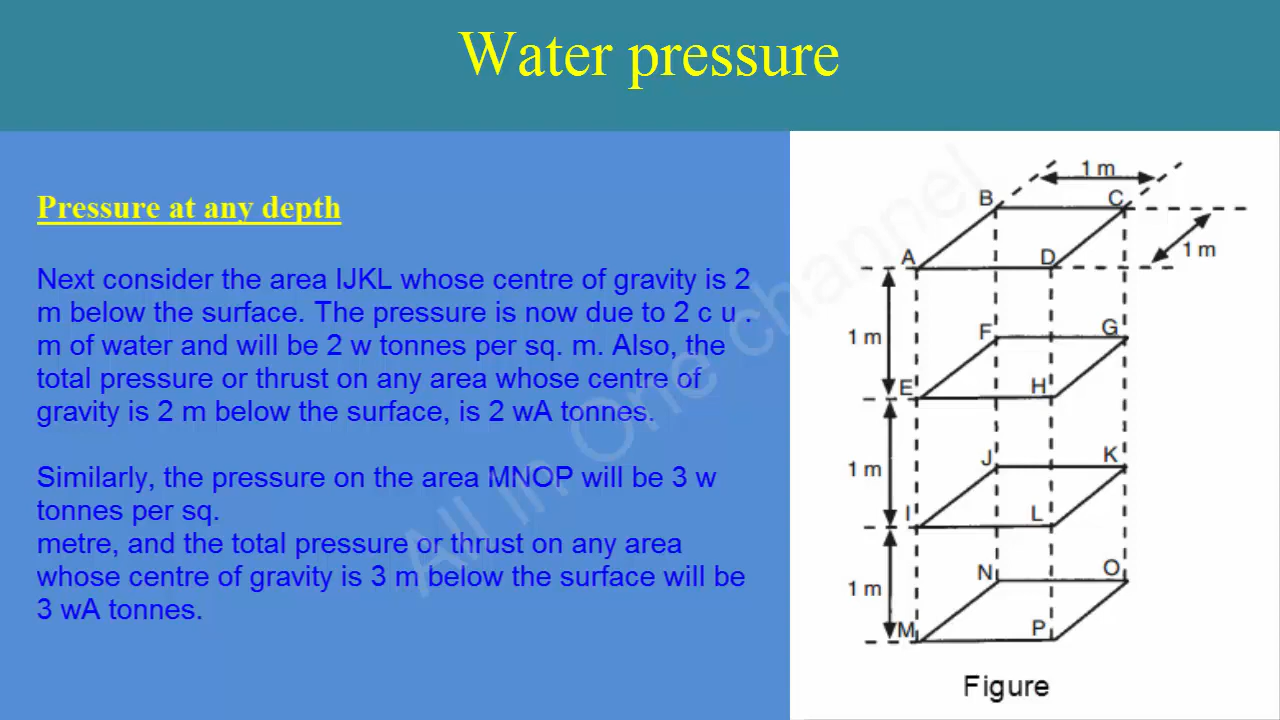 Water pressure
Pressure at any depth
Next consider the area IJKL whose centre of gravity is 2
m below the surface. The pressure is now due to 2 c u .
m of water and will be 2 w tonnes per sq. m. Also, the
total pressure or thrust on any area whose centre of
gravity is 2 m below the surface, is 2 wA tonnes.
Similarly, the pressure on the area MNOP will be 3 w
tonnes per sq.
metre, and the total pressure or thrust on any area
whose centre of gravity is 3 m below the surface will be
3 wA tonnes.
All in One channel
1 m
B C
1 m
A D
1 m
F G
E H
1 m
J K
I L
1 m
N O
M P
Figure